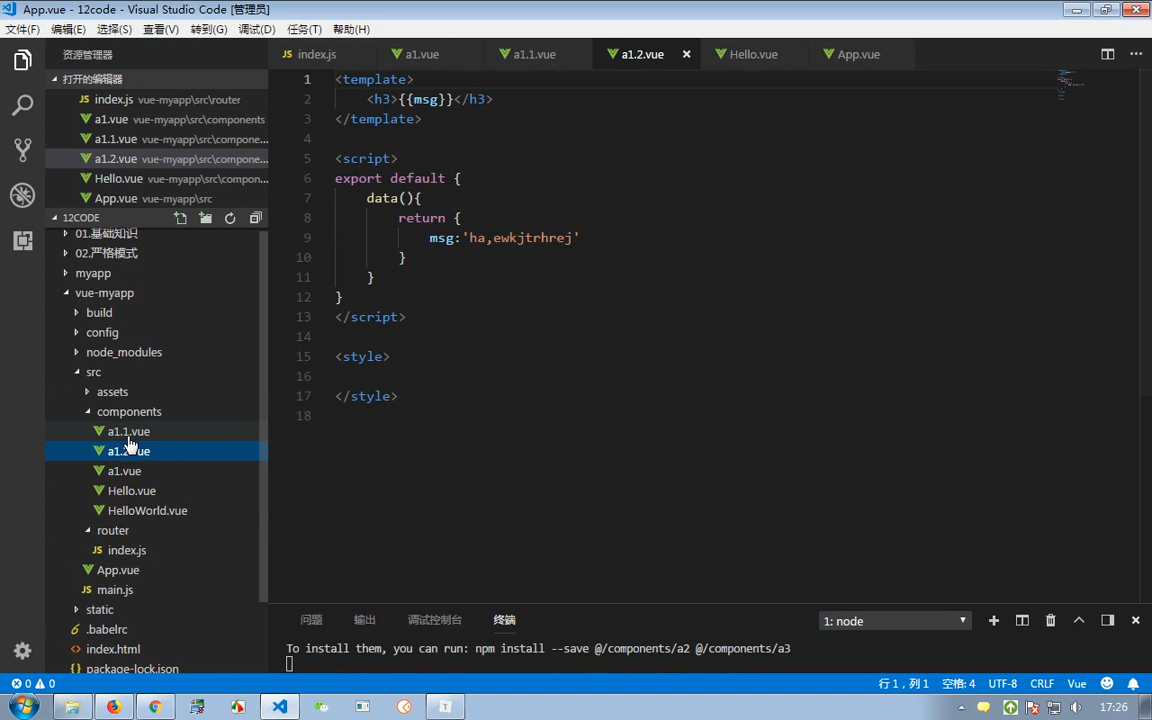 App.vue - 12code - Visual Studio Code [管理员]
文件(F) 编辑(E) 选择(S) 查看(V) 转到(G) 调试(D) 任务(T) 帮助(H)
资源管理器
index.js a1.vue a1.1.vue a1.2.vue Hello.vue App.vue
打开的编辑器
index.js vue-myapp\src\router
a1.vue vue-myapp\src\components
a1.1.vue vue-myapp\src\compone...
a1.2.vue vue-myapp\src\compone...
Hello.vue vue-myapp\src\compon...
App.vue vue-myapp\src
12CODE
01.基础知识
02.严格模式
myapp
vue-myapp
build
config
node_modules
src
assets
components
a1.1.vue
a1.2.vue
a1.vue
Hello.vue
HelloWorld.vue
router
JS index.js
App.vue
JS main.js
static
.babelrc
index.html
package-lock.json
1 <template>
2 <h3>{{msg}}</h3>
3 </template>
4
5 <script>
6 export default {
7 data(){
8 return {
9 msg:'ha,ewkjtrhrej'
10 }
11 }
12 }
13 </script>
14
15 <style>
16
17 </style>
18
问题 输出 调试控制台 终端
1: node
To install them, you can run: npm install --save @/components/a2 @/components/a3
0 0
行 1，列 1 空格: 4 UTF-8 CRLF Vue
17:26